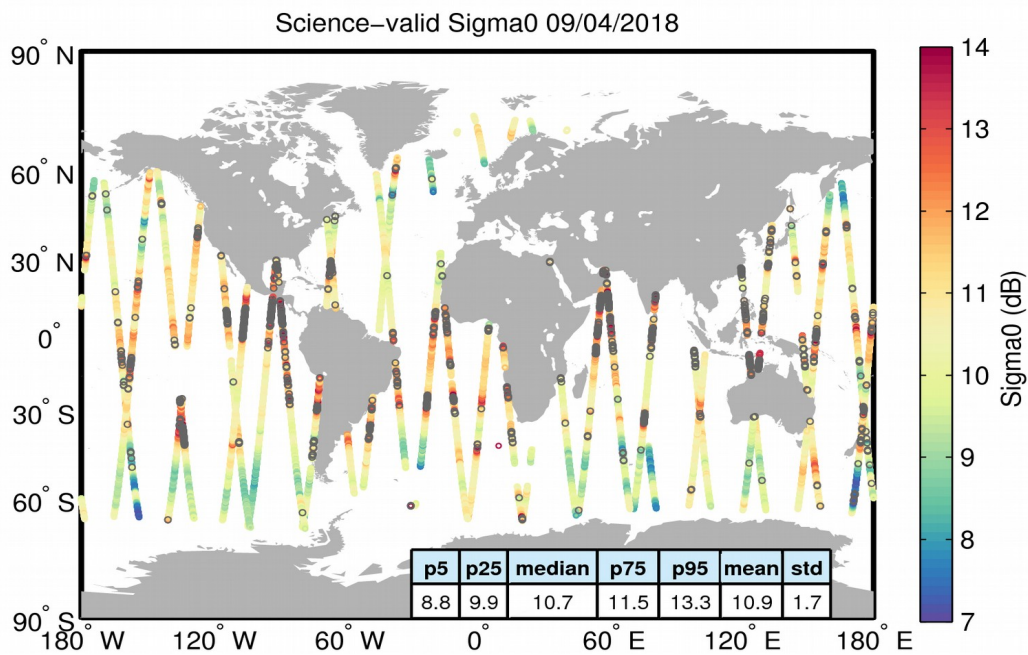 Science−valid Sigma0 09/04/2018
90° N
60° N
30° N
0°
30° S
60° S
90° S
180° W
120° W
60° W
0°
60° E
120° E
180° E
14
13
12
11
10
9
8
7
Sigma0 (dB)
p5 p25 median p75 p95 mean std
8.8 9.9 10.7 11.5 13.3 10.9 1.7